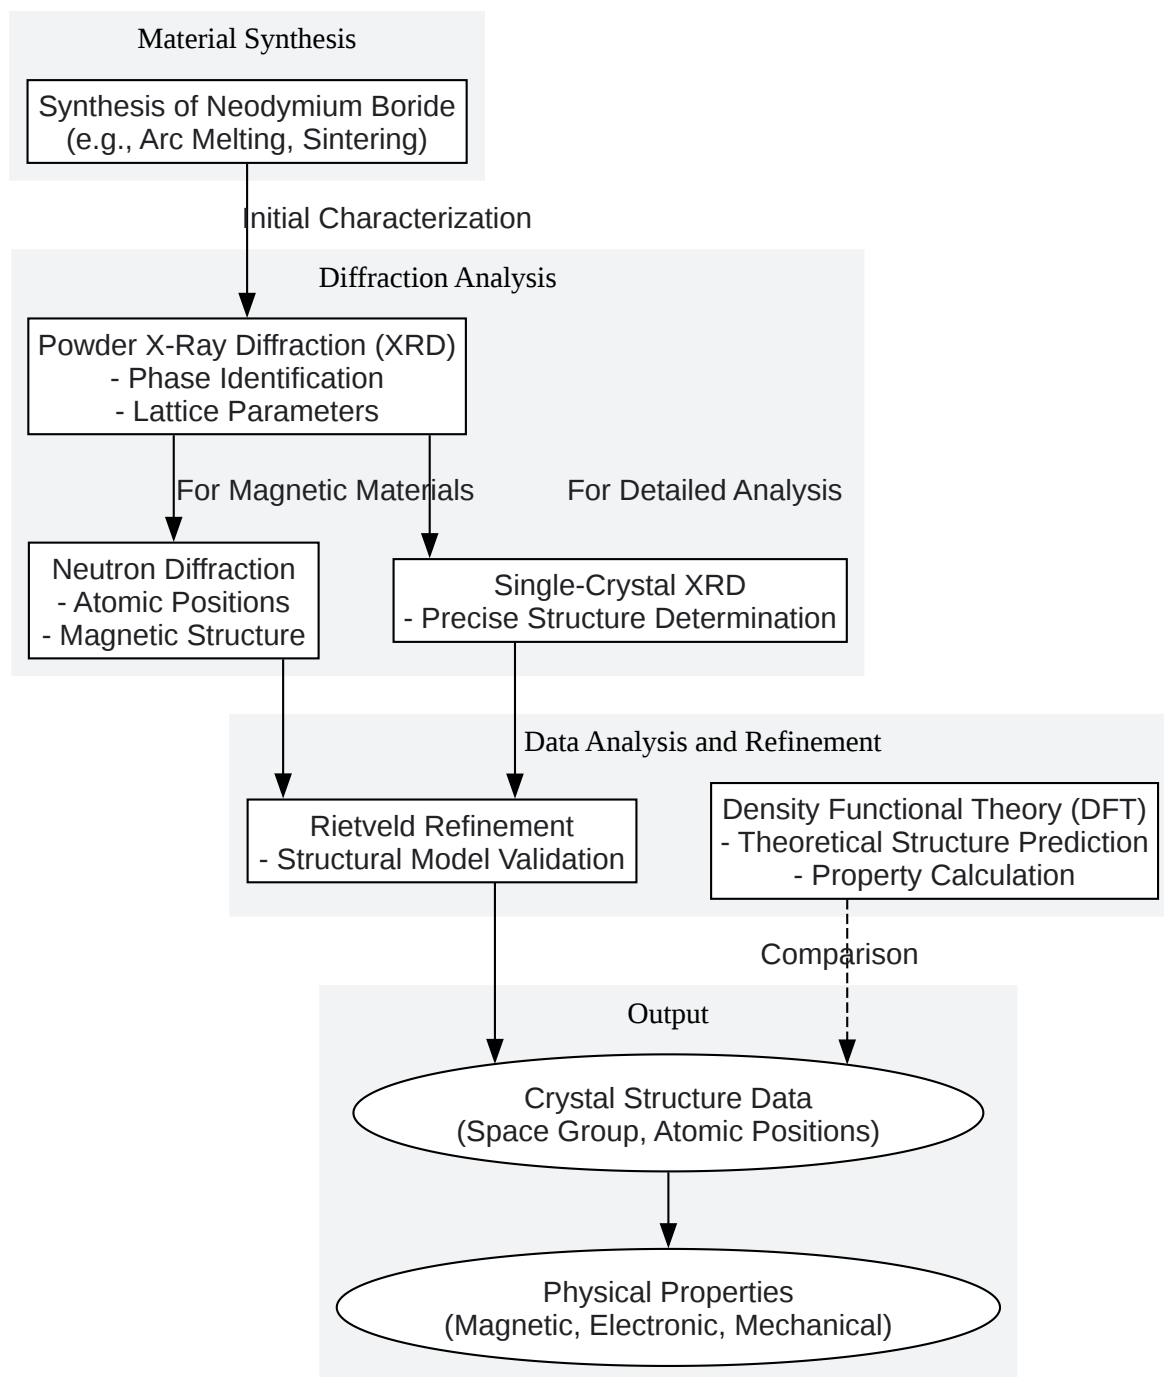 Material Synthesis
Synthesis of Neodymium Boride
(e.g., Arc Melting, Sintering)
Initial Characterization
Diffraction Analysis
Powder X-Ray Diffraction (XRD)
- Phase Identification
- Lattice Parameters
For Magnetic Materials
For Detailed Analysis
Neutron Diffraction
- Atomic Positions
- Magnetic Structure
Single-Crystal XRD
- Precise Structure Determination
Data Analysis and Refinement
Rietveld Refinement
- Structural Model Validation
Density Functional Theory (DFT)
- Theoretical Structure Prediction
- Property Calculation
Comparison
Output
Crystal Structure Data
(Space Group, Atomic Positions)
Physical Properties
(Magnetic, Electronic, Mechanical)